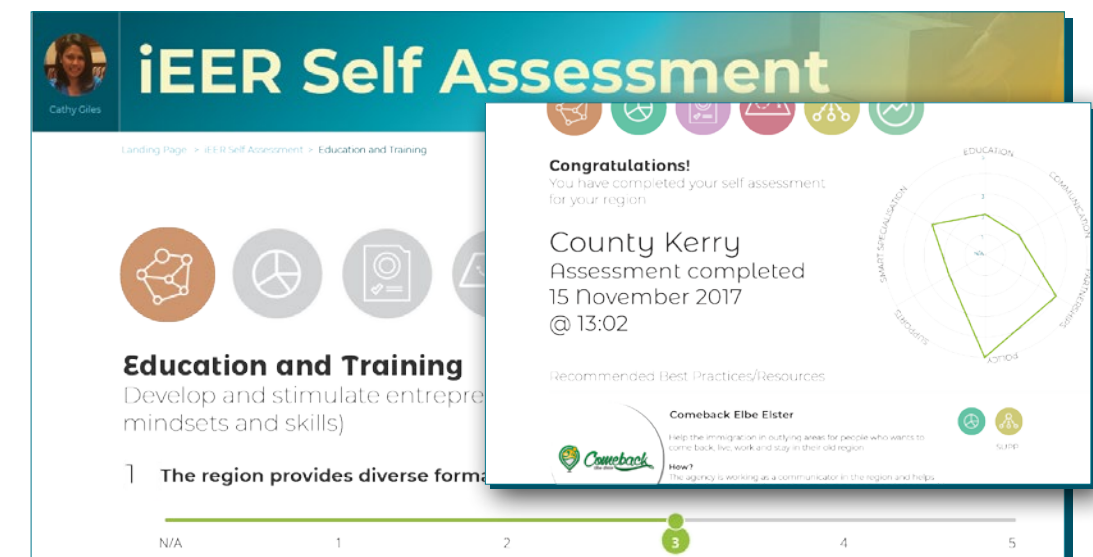 iEER Self Assessment
Cathy Giles
Landing Page > iEER Self Assessment > Education and Training
Education and Training
Develop and stimulate entrepre
mindsets and skills)
1 The region provides diverse forma
N/A 1 2 3 4 5
Congratulations!
You have completed your self assessment
for your region
County Kerry
Assessment completed
15 November 2017
@ 13:02
EDUCATION
COMMUNICATION
PARTNERSHIPS
POLICY
SUPPORTS
SMART SPECIALISATION
Recommended Best Practices/Resources
Comeback Elbe Elster
Help the immigration in outlying areas for people who wants to
come back, live, work and stay in their old region
How?
The agency is working as a communicator in the region and helps
Comeback
SUPP